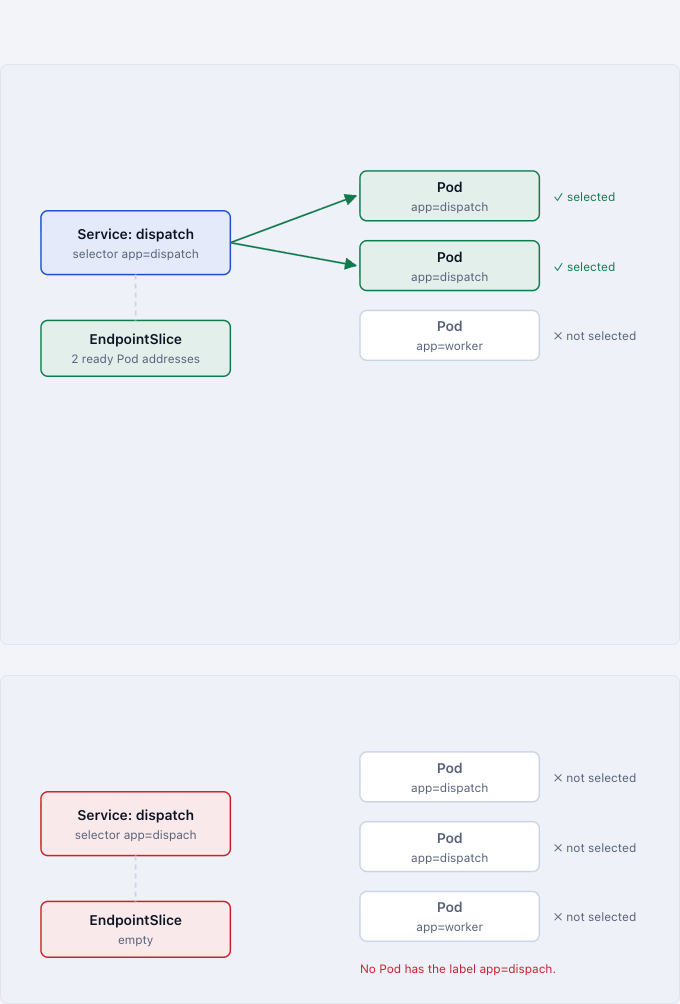 Pod
app=dispatch
✓ selected
Service: dispatch
selector app=dispatch
Pod
app=dispatch
✓ selected
EndpointSlice
2 ready Pod addresses
Pod
app=worker
✕ not selected
Pod
app=dispatch
✕ not selected
Service: dispatch
selector app=dispach
Pod
app=dispatch
✕ not selected
EndpointSlice
empty
Pod
app=worker
✕ not selected
No Pod has the label app=dispach.